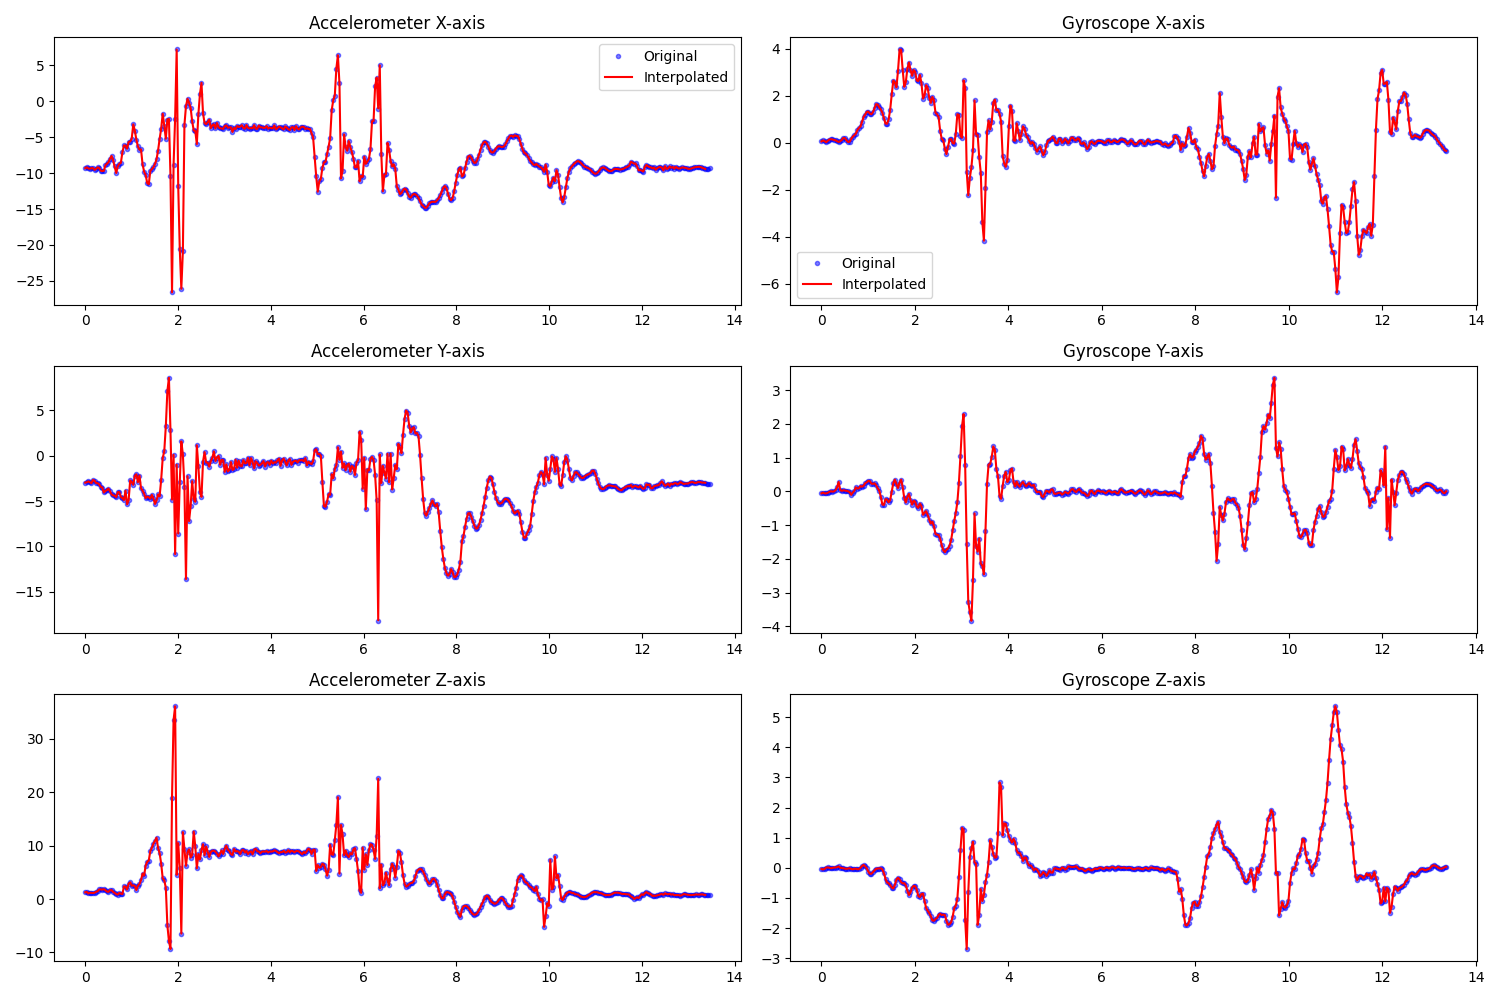 Accelerometer X-axis
5
0
−5
−10
−15
−20
−25
0 2 4 6 8 10 12 14
Original
Interpolated
Gyroscope X-axis
4
2
0
−2
−4
−6
0 2 4 6 8 10 12 14
Original
Interpolated
Accelerometer Y-axis
5
0
−5
−10
−15
0 2 4 6 8 10 12 14
Gyroscope Y-axis
3
2
1
0
−1
−2
−3
−4
0 2 4 6 8 10 12 14
Accelerometer Z-axis
30
20
10
0
−10
0 2 4 6 8 10 12 14
Gyroscope Z-axis
5
4
3
2
1
0
−1
−2
−3
0 2 4 6 8 10 12 14